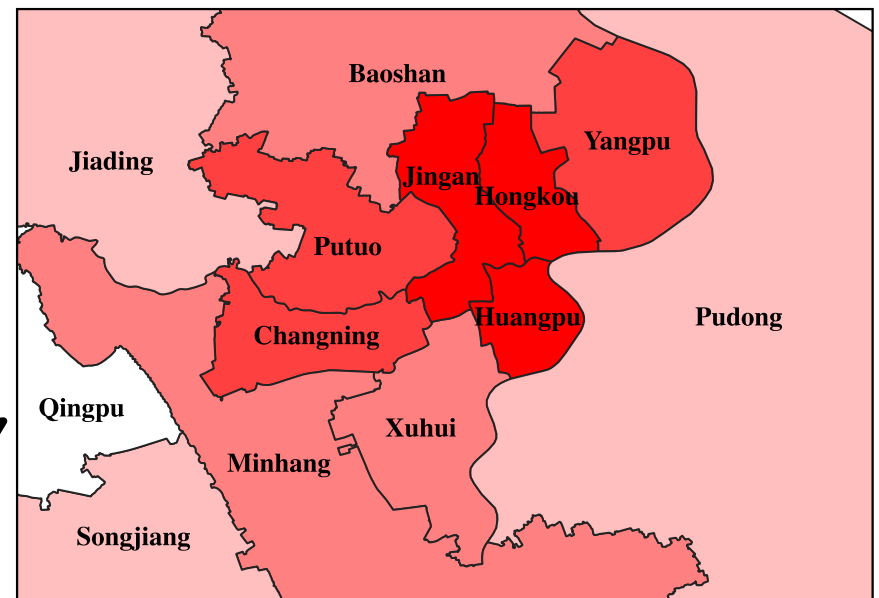 Baoshan
Yangpu
Jiading
Jingan
Hongkou
Putuo
Huangpu
Pudong
Changning
Qingpu
Xuhui
Minhang
Songjiang